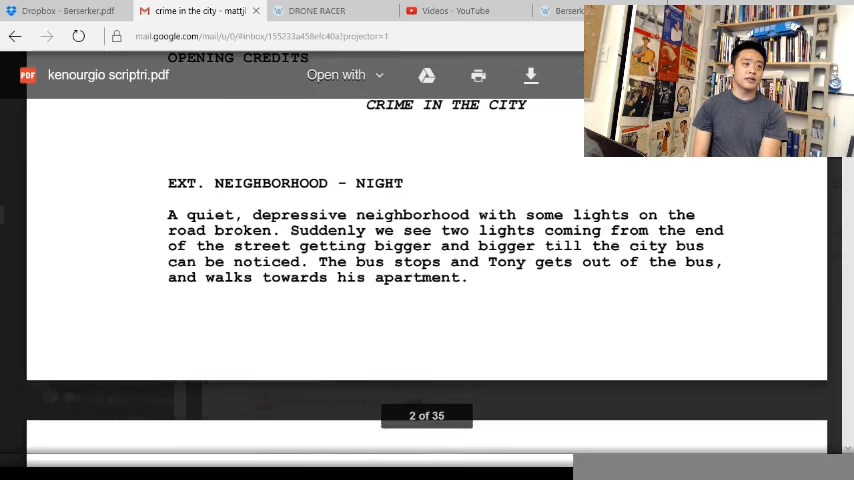 Dropbox - Berserker.pdf
crime in the city - mattji
DRONE RACER
Videos - YouTube
Berserk
mail.google.com/mail/u/0/#inbox/155233a458efc40a?projector=1
OPENING CREDITS
PDF kenourgio scriptri.pdf
Open with
CRIME IN THE CITY
EXT. NEIGHBORHOOD - NIGHT
A quiet, depressive neighborhood with some lights on the
road broken. Suddenly we see two lights coming from the end
of the street getting bigger and bigger till the city bus
can be noticed. The bus stops and Tony gets out of the bus,
and walks towards his apartment.
2 of 35